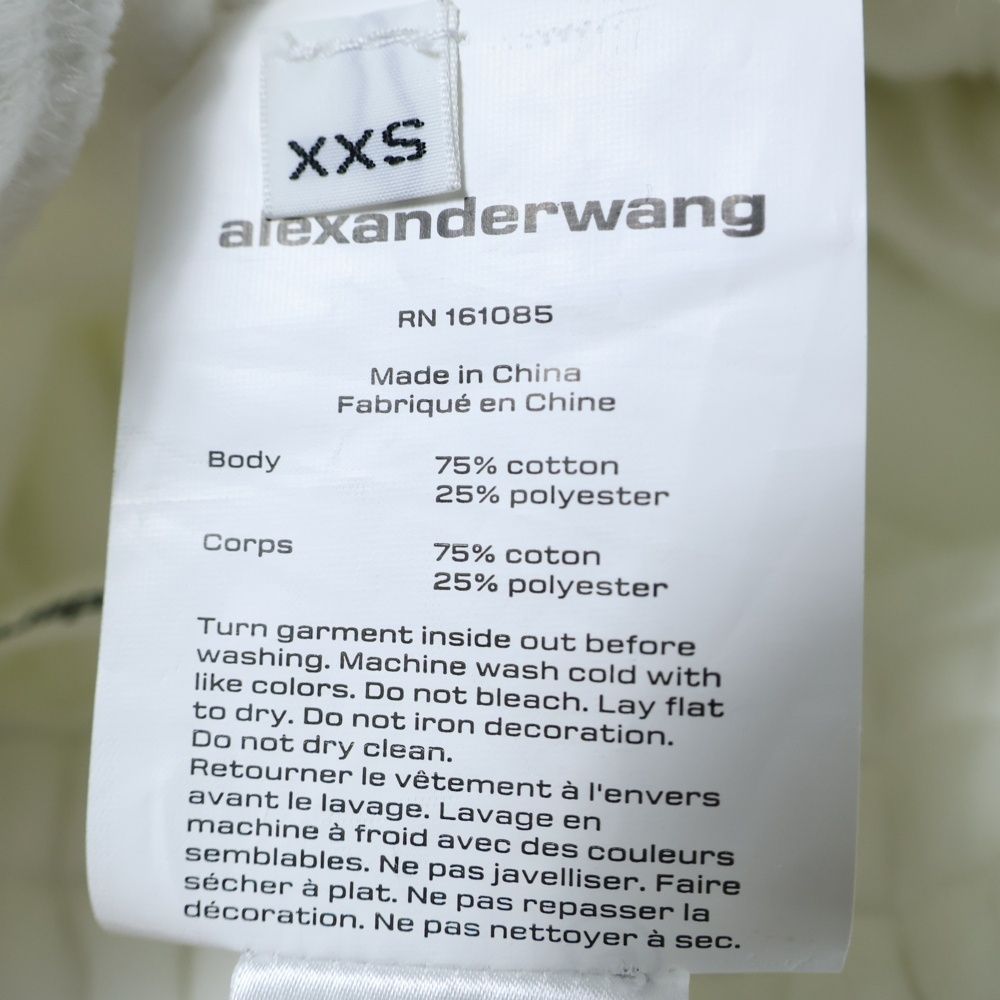 XXS
alexanderwang
RN 161085
Made in China
Fabriqué en Chine
Body 75% cotton
25% polyester
Corps 75% coton
25% polyester
Turn garment inside out before
washing. Machine wash cold with
like colors. Do not bleach. Lay flat
to dry. Do not iron decoration.
Do not dry clean.
Retourner le vêtement à l'envers
avant le lavage. Lavage en
machine à froid avec des couleurs
semblables. Ne pas javelliser. Faire
sécher à plat. Ne pas repasser la
décoration. Ne pas nettoyer à sec.